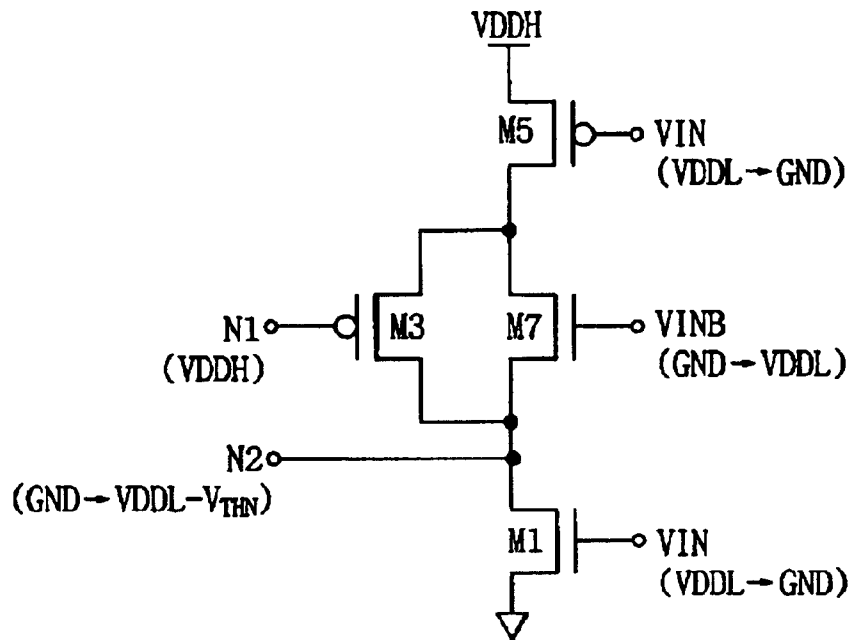 VDDH
M5
VIN
(VDDL→GND)
N1
(VDDH)
M3
M7
VINB
(GND→VDDL)
N2
(GND→VDDL-VTHN)
M1
VIN
(VDDL→GND)